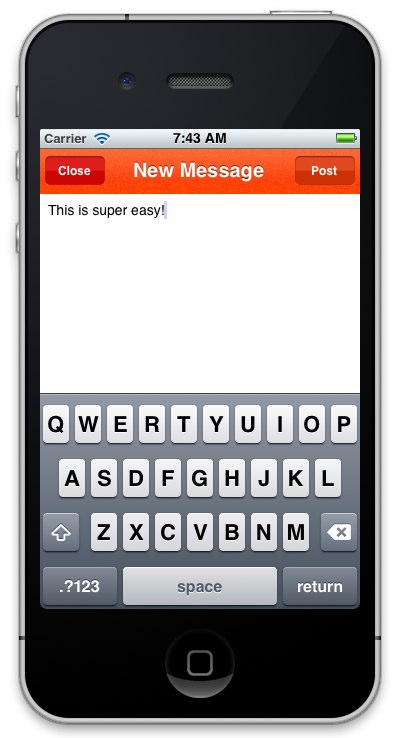 Carrier 7:43 AM
Close New Message Post
This is super easy!
Q W E R T Y U I O P
A S D F G H J K L
Z X C V B N M
.?123 space return